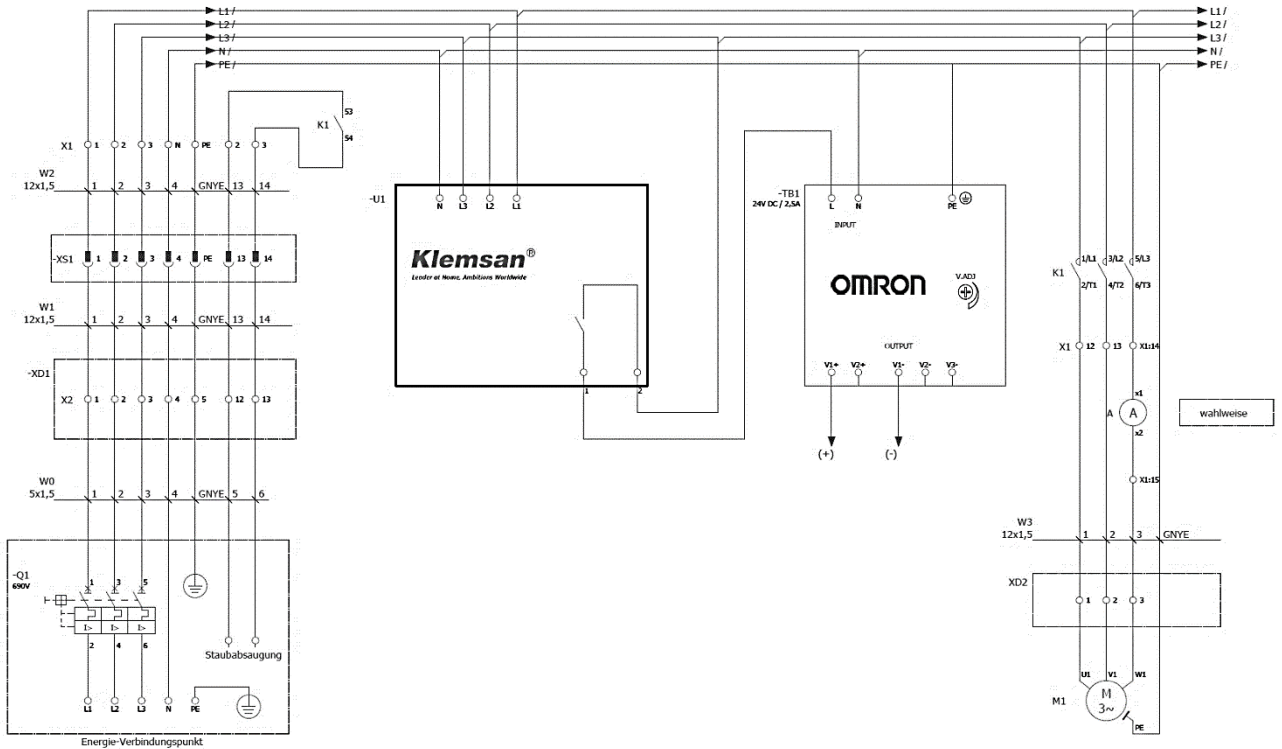 L1 / L1 /
L2 / L2 /
L3 / L3 /
N / N /
PE / PE /
K1 53
54
X1 1 2 3 N PE 2 3
W2
12x1,5 1 2 3 4 GNYE 13 14
-U1 N L3 L2 L1
-TB1
24V DC / 2,5A L N PE
INPUT
Klemsan®
Leader at Home, Ambitions Worldwide
OMRON V.ADJ
-XS1 1 2 3 4 PE 13 14
K1 1/L1 3/L2 5/L3
2/T1 4/T2 6/T3
W1
12x1,5 1 2 3 4 GNYE 13 14
OUTPUT
V1+ V2+ V1- V2- V3-
X1 12 13 X1:14
-XD1
X2 1 2 3 4 5 12 13
1 2
x1
A A wahlweise
x2
(+) (-)
X1:15
W0
5x1,5 1 2 3 4 GNYE 5 6
W3
12x1,5 1 2 3 GNYE
-Q1
690V 1 3 5
XD2 1 2 3
I> I> I>
2 4 6
Staubabsaugung
U1 V1 W1
M1 M
3~
PE
L1 L2 L3 N PE
Energie-Verbindungspunkt